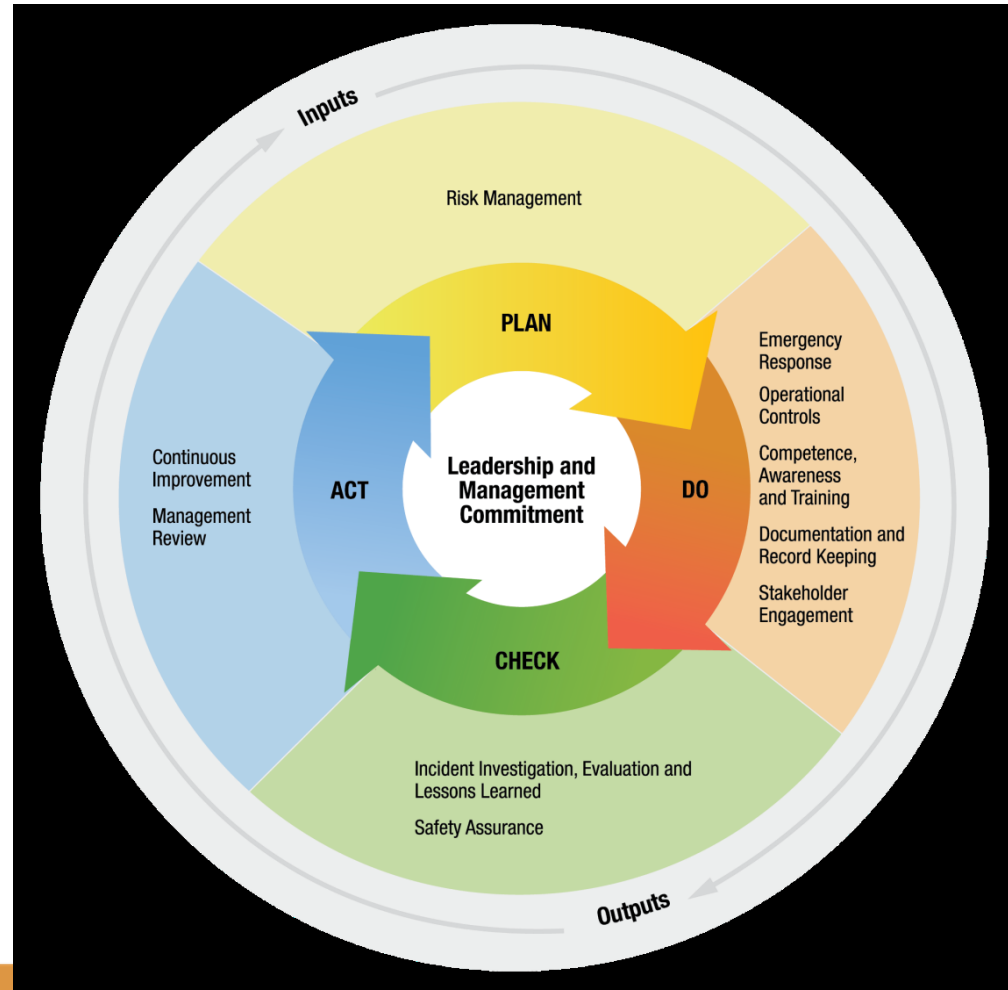 Inputs
Risk Management
PLAN
Emergency
Response
Operational
Controls
Competence,
Awareness
and Training
Documentation and
Record Keeping
Stakeholder
Engagement
DO
Leadership and
Management
Commitment
ACT
Continuous
Improvement
Management
Review
CHECK
Incident Investigation, Evaluation and
Lessons Learned
Safety Assurance
Outputs